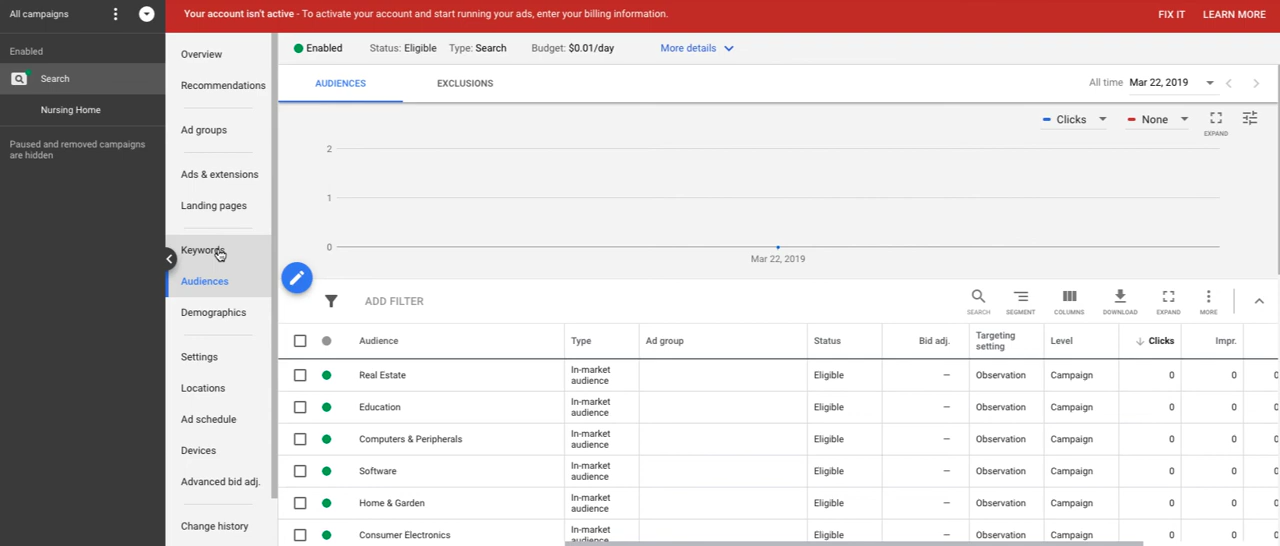 All campaigns
Your account isn't active - To activate your account and start running your ads, enter your billing information.
FIX IT LEARN MORE
Enabled
Search
Nursing Home
Paused and removed campaigns
are hidden
Overview
Recommendations
Ad groups
Ads & extensions
Landing pages
Keywords
Audiences
Demographics
Settings
Locations
Ad schedule
Devices
Advanced bid adj.
Change history
Enabled Status: Eligible Type: Search Budget: $0.01/day More details
AUDIENCES EXCLUSIONS
All time Mar 22, 2019
Clicks None
EXPAND
2
1
0
Mar 22, 2019
ADD FILTER
SEARCH SEGMENT COLUMNS DOWNLOAD EXPAND MORE
Audience Type Ad group Status Bid adj. Targeting setting Level Clicks Impr.
Real Estate In-market audience Eligible — Observation Campaign 0 0 0
Education In-market audience Eligible — Observation Campaign 0 0 0
Computers & Peripherals In-market audience Eligible — Observation Campaign 0 0 0
Software In-market audience Eligible — Observation Campaign 0 0 0
Home & Garden In-market audience Eligible — Observation Campaign 0 0 0
Consumer Electronics In-market audience Eligible — Observation Campaign 0 0 0